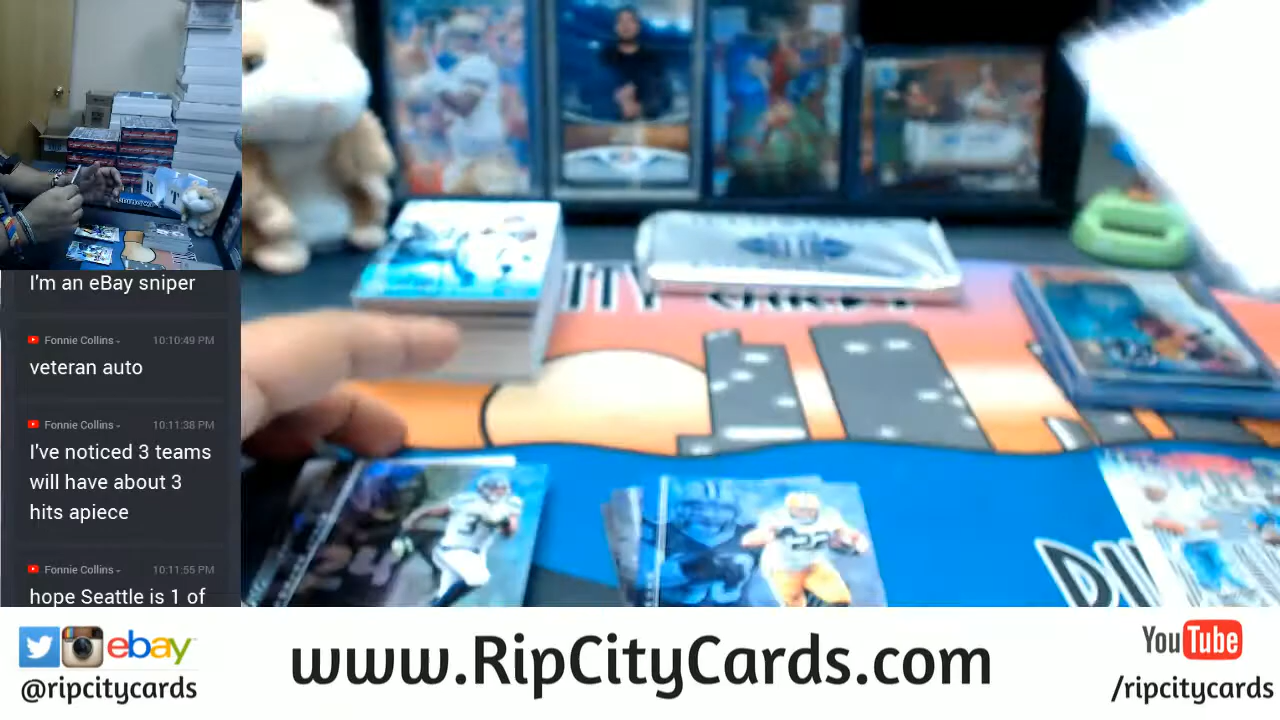 I'm an eBay sniper
Fonnie Collins - 10:10:49 PM
veteran auto
Fonnie Collins - 10:11:38 PM
I've noticed 3 teams
will have about 3
hits apiece
Fonnie Collins - 10:11:55 PM
hope Seattle is 1 of
R T
22
ebay
@ripcitycards
www.RipCityCards.com
YouTube
/ripcitycards